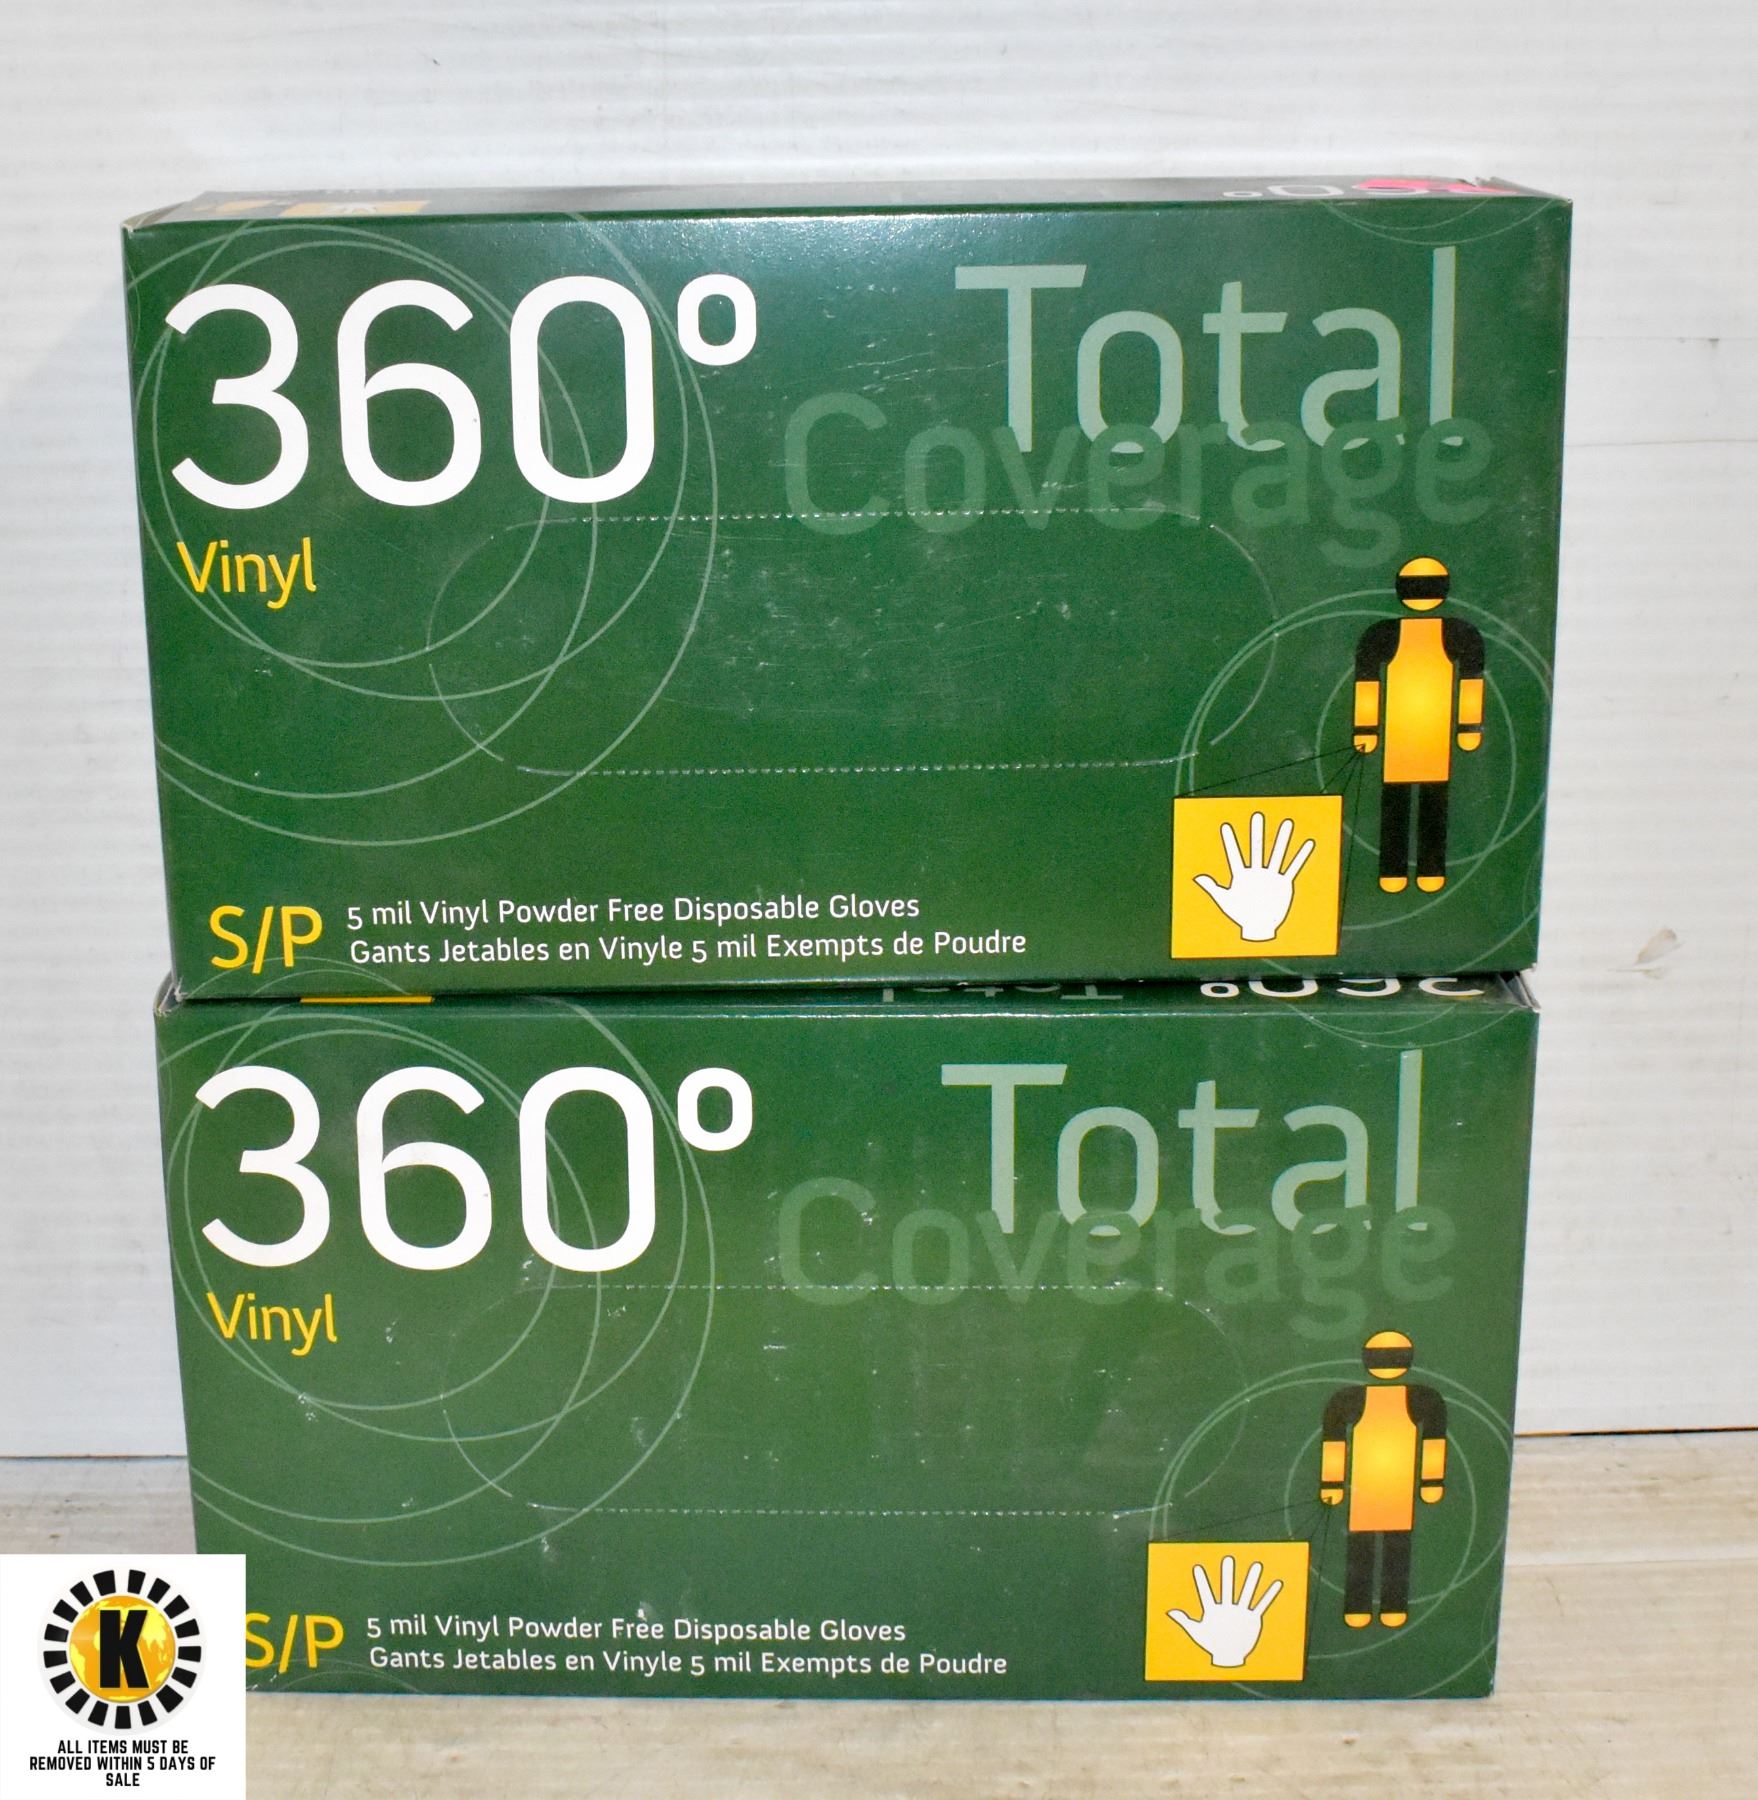 360°
Total
Coverage
Vinyl
S/P
5 mil Vinyl Powder Free Disposable Gloves
Gants Jetables en Vinyle 5 mil Exempts de Poudre
360°
Total
Coverage
Vinyl
S/P
5 mil Vinyl Powder Free Disposable Gloves
Gants Jetables en Vinyle 5 mil Exempts de Poudre
K
ALL ITEMS MUST BE
REMOVED WITHIN 5 DAYS OF
SALE